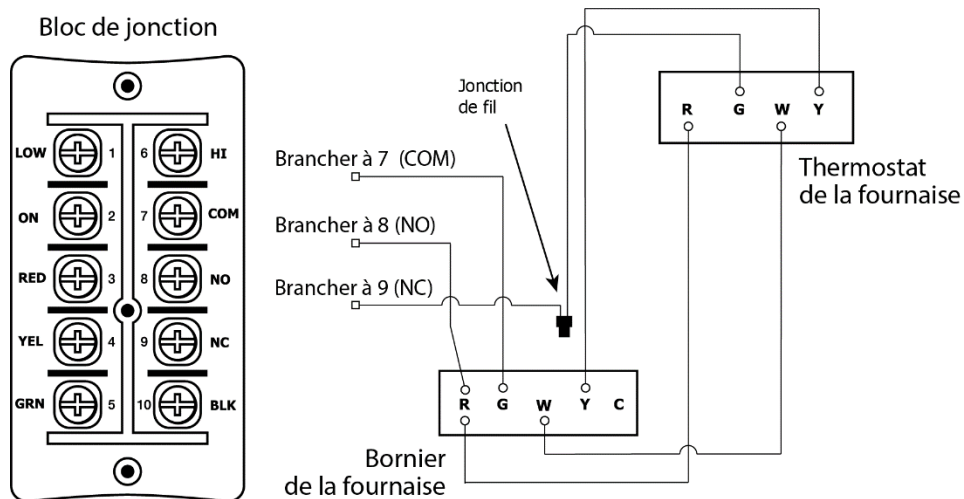 Bloc de jonction
LOW 1 6 HI
ON 2 7 COM
RED 3 8 NO
YEL 4 9 NC
GRN 5 10 BLK
Jonction
de fil
Brancher à 7 (COM)
Brancher à 8 (NO)
Brancher à 9 (NC)
R G W Y
Thermostat
de la fournaise
R G W Y C
Bornier
de la fournaise